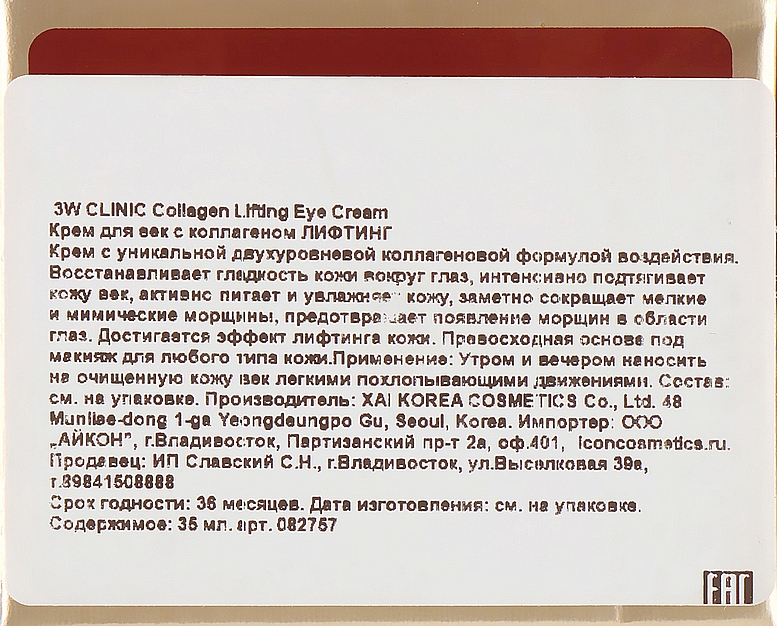 3W CLINIC Collagen Lifting Eye Cream
Крем для век с коллагеном ЛИФТИНГ
Крем с уникальной двухуровневой коллагеновой формулой воздействия.
Восстанавливает гладкость кожи вокруг глаз, интенсивно подтягивает
кожу век, активно питает и увлажняет кожу, заметно сокращает мелкие
и мимические морщины, предотвращает появление морщин в области
глаз. Достигается эффект лифтинга кожи. Превосходная основа под
макияж для любого типа кожи.Применение: Утром и вечером наносить
на очищенную кожу век легкими похлопывающими движениями. Состав:
см. на упаковке. Производитель: XAI KOREA COSMETICS Co., Ltd. 48
Munllae-dong 1-ga Yeongdeungpo Gu, Seoul, Korea. Импортер: ООО
„АЙКОН", г.Владивосток, Партизанский пр-т 2а, оф.401, iconcosmetics.ru.
Продавец: ИП Славский С.Н., г.Владивосток, ул.Выселковая 39а,
т.89841508888
Срок годности: 36 месяцев. Дата изготовления: см. на упаковке.
Содержимое: 35 мл. арт. 082757
EAC